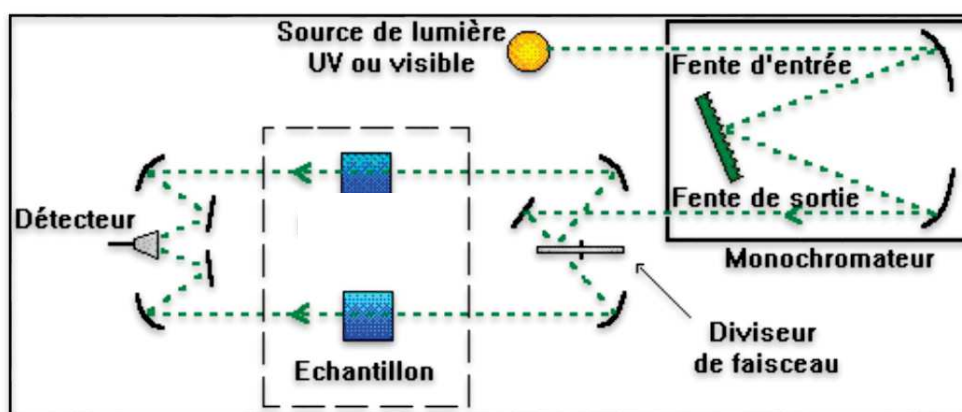 Source de lumière
UV ou visible
Fente d'entrée
Fente de sortie
Détecteur
Monochromateur
Diviseur
de faisceau
Echantillon